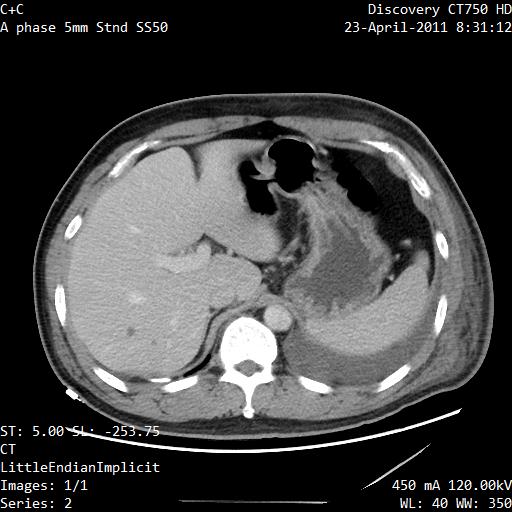 C+C
A phase 5mm Stnd SS50
Discovery CT750 HD
23-April-2011 8:31:12
ST: 5.00 SL: -253.75
CT
LittleEndianImplicit
Images: 1/1
Series: 2
450 mA 120.00kV
WL: 40 WW: 350